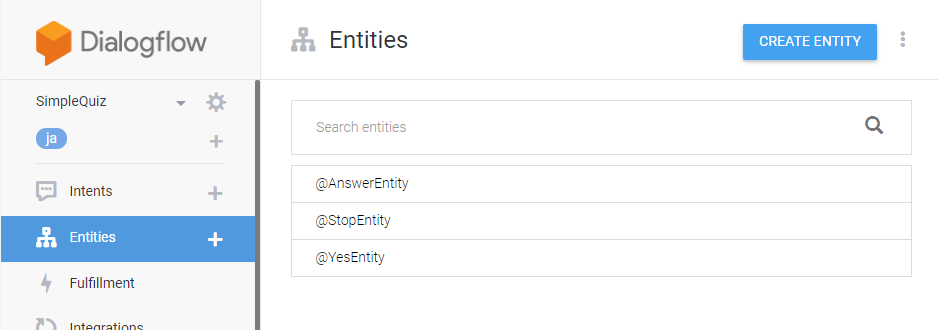 Dialogflow
SimpleQuiz
ja
Intents
Entities
Fulfillment
Integrations
Entities
CREATE ENTITY
Search entities
@AnswerEntity
@StopEntity
@YesEntity